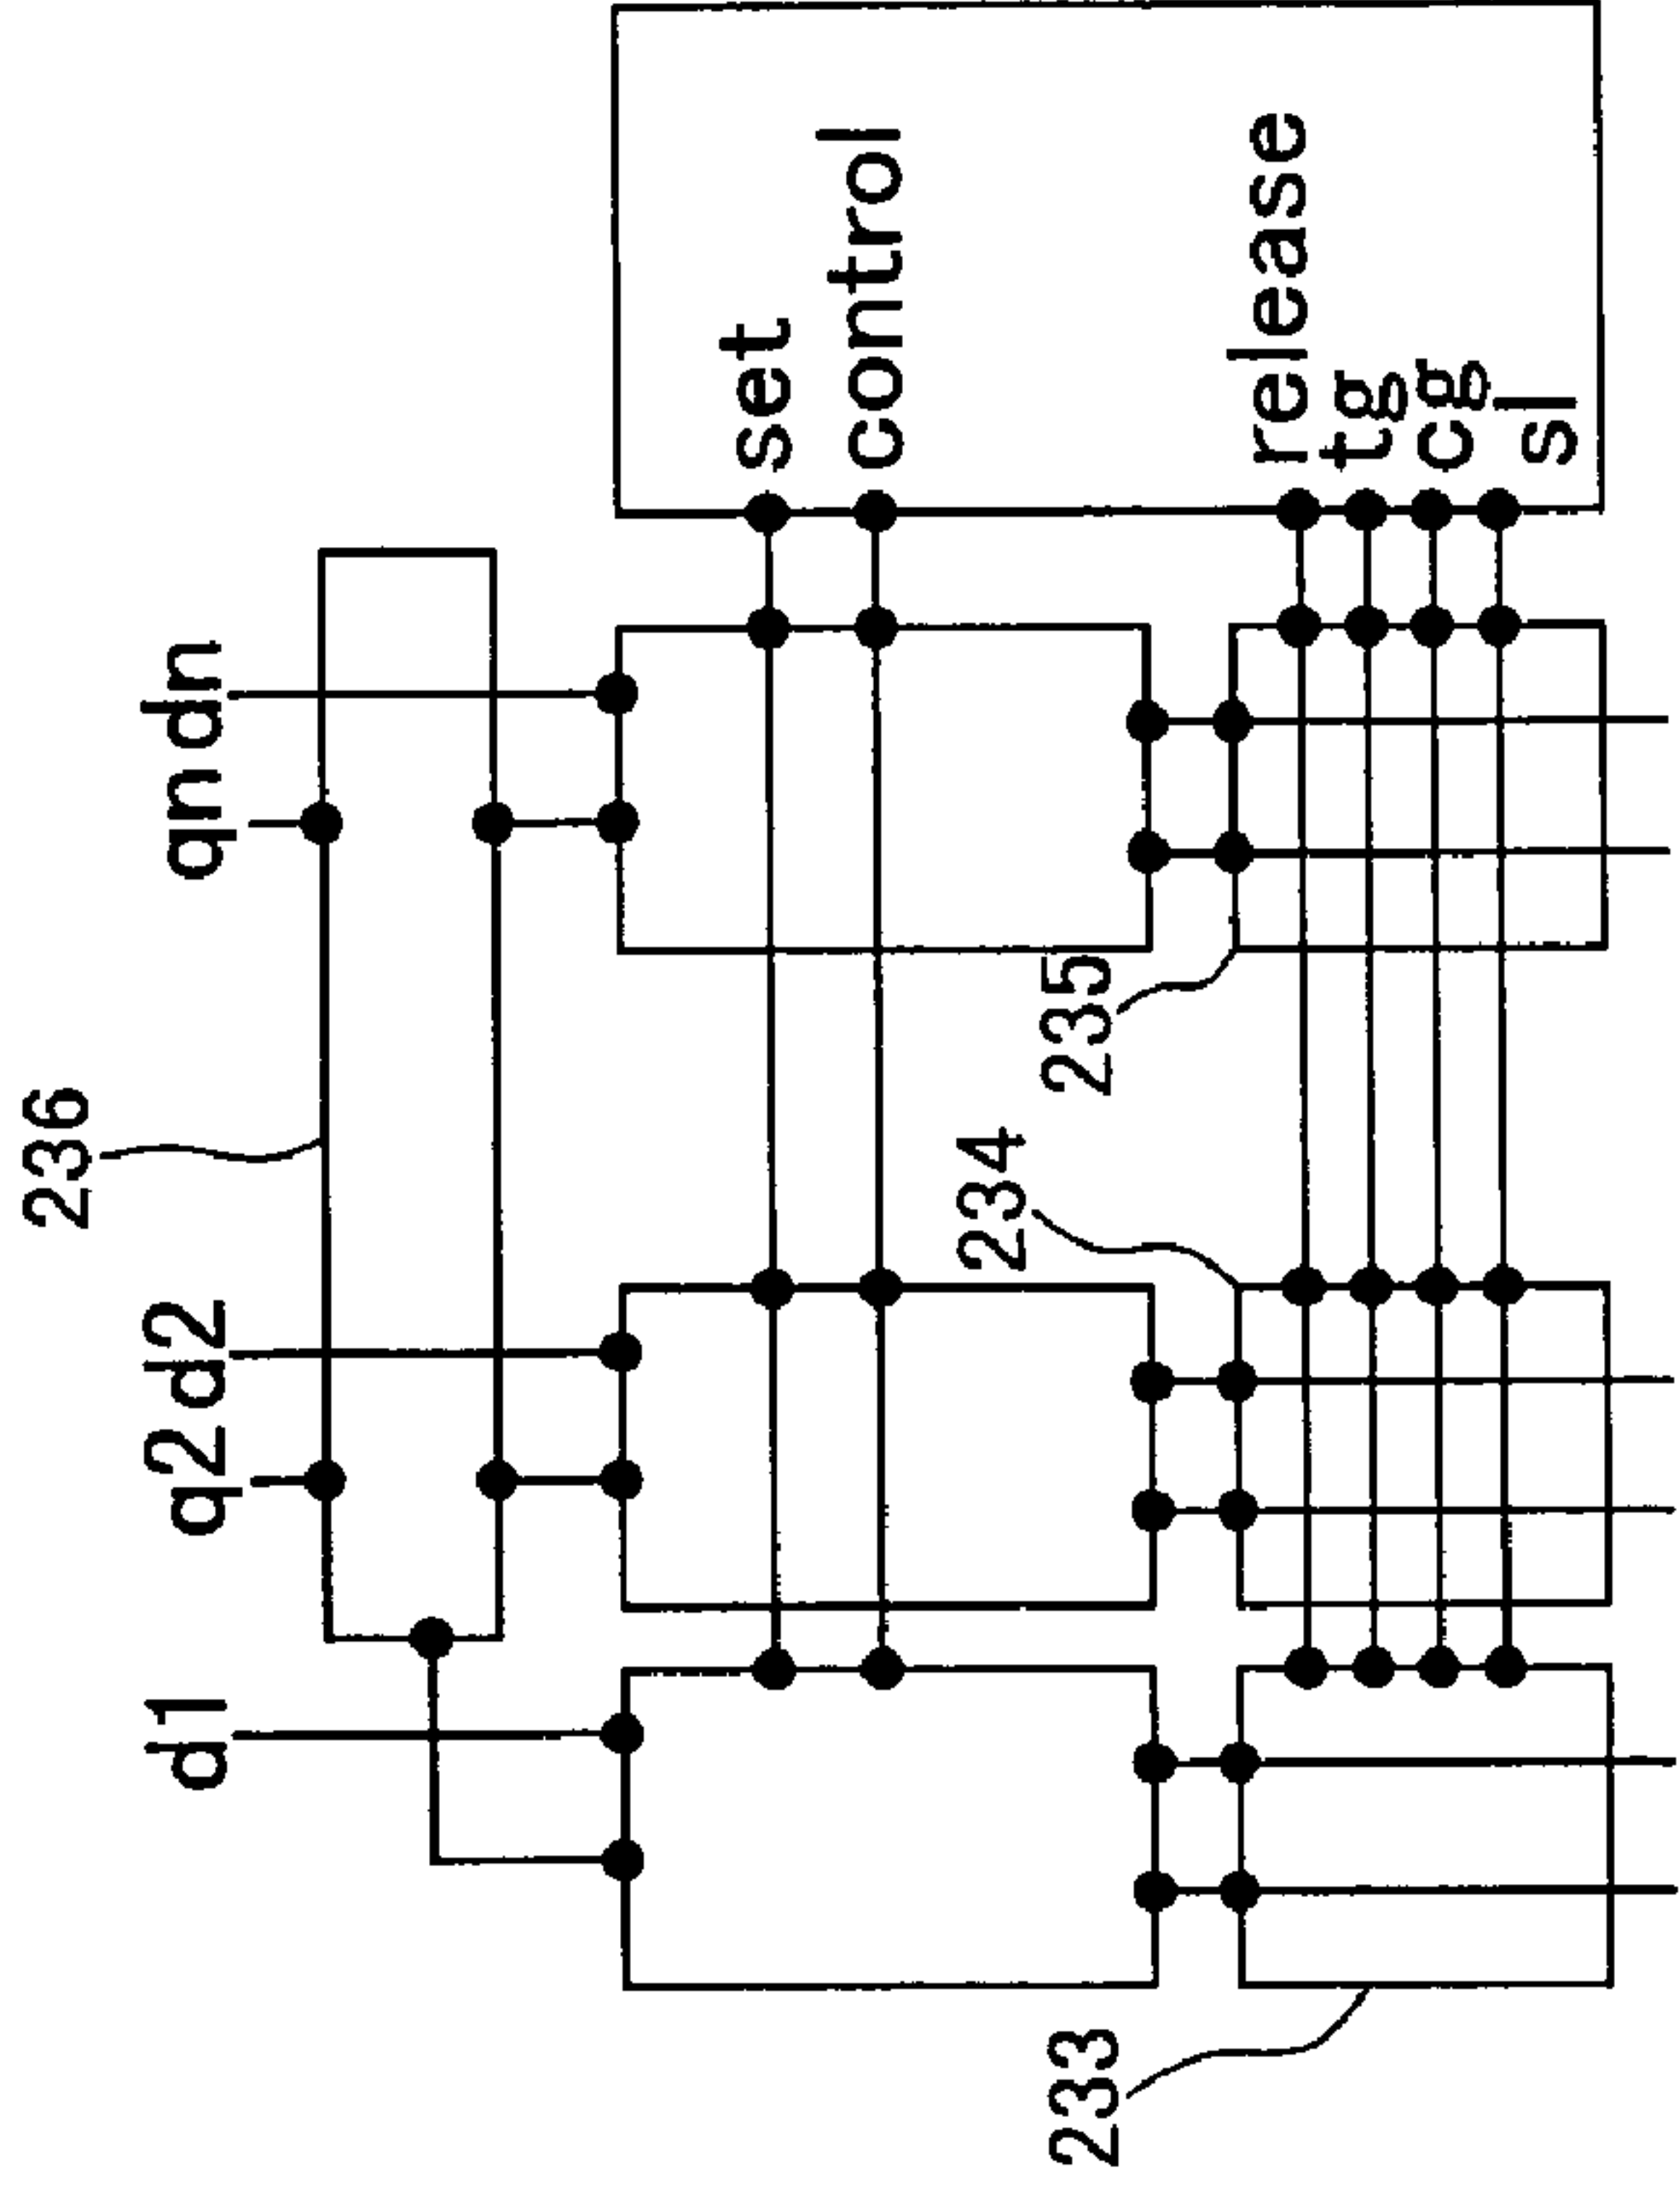 236
d1
q2 d2
qn dn
set
control
release
tg
cg
sl
233
234
235